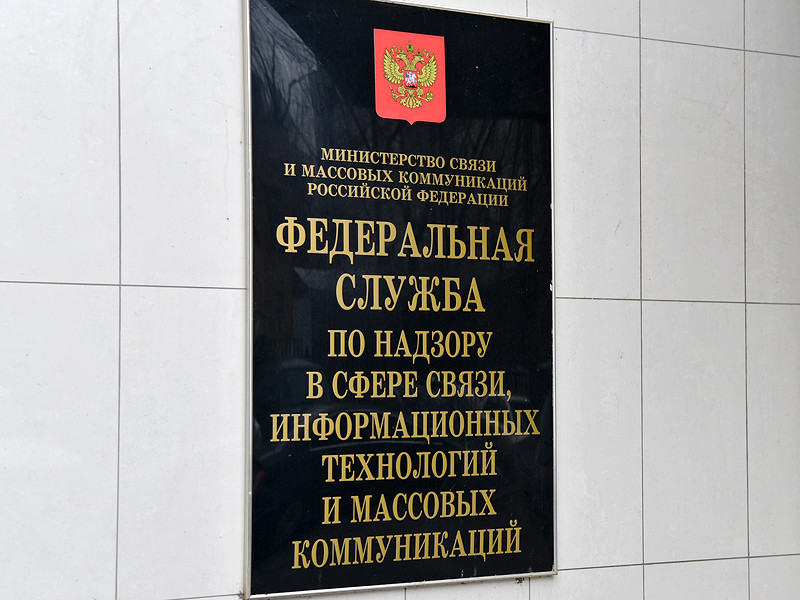 МИНИСТЕРСТВО СВЯЗИ
И МАССОВЫХ КОММУНИКАЦИЙ
РОССИЙСКОЙ ФЕДЕРАЦИИ
ФЕДЕРАЛЬНАЯ
СЛУЖБА
ПО НАДЗОРУ
В СФЕРЕ СВЯЗИ,
ИНФОРМАЦИОННЫХ
ТЕХНОЛОГИЙ
И МАССОВЫХ
КОММУНИКАЦИЙ